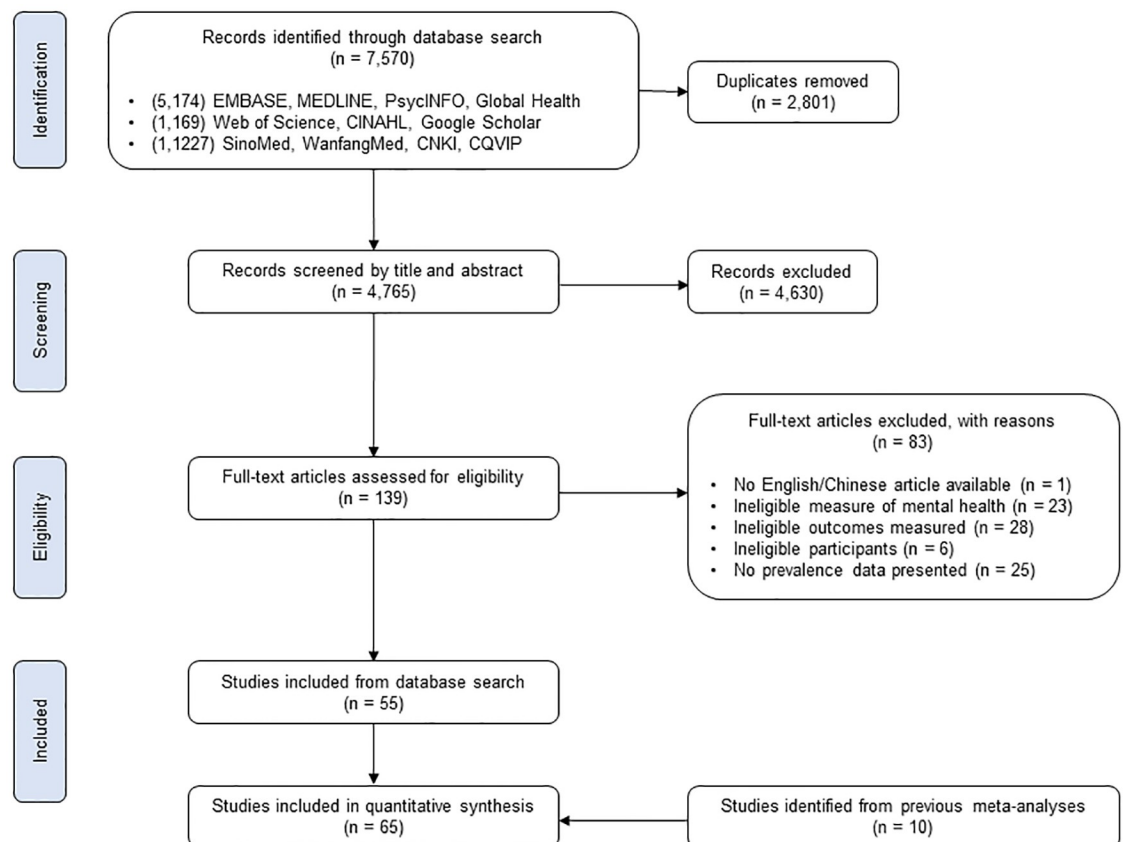 Identification
Records identified through database search
(n = 7,570)
• (5,174) EMBASE, MEDLINE, PsycINFO, Global Health
• (1,169) Web of Science, CINAHL, Google Scholar
• (1,1227) SinoMed, WanfangMed, CNKI, CQVIP
Duplicates removed
(n = 2,801)
Screening
Records screened by title and abstract
(n = 4,765)
Records excluded
(n = 4,630)
Eligibility
Full-text articles assessed for eligibility
(n = 139)
Full-text articles excluded, with reasons
(n = 83)
• No English/Chinese article available (n = 1)
• Ineligible measure of mental health (n = 23)
• Ineligible outcomes measured (n = 28)
• Ineligible participants (n = 6)
• No prevalence data presented (n = 25)
Included
Studies included from database search
(n = 55)
Studies included in quantitative synthesis
(n = 65)
Studies identified from previous meta-analyses
(n = 10)